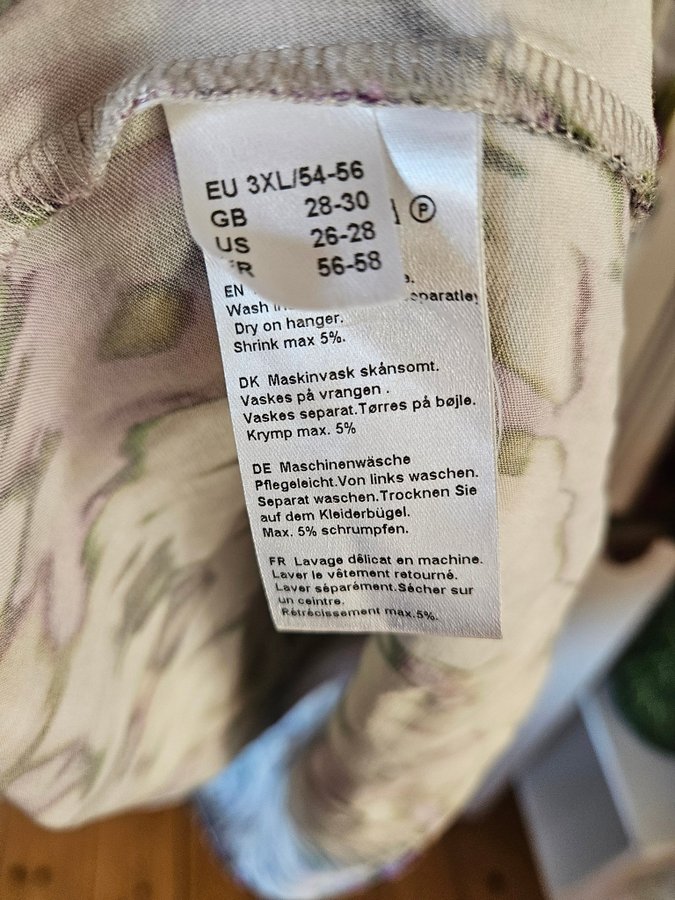 EU 3XL/54-56
GB 28-30
US 26-28
FR 56-58
P
EN
Wash separately
Dry on hanger.
Shrink max 5%.
DK Maskinvask skånsomt.
Vaskes på vrangen .
Vaskes separat.Tørres på bøjle.
Krymp max. 5%
DE Maschinenwäsche
Pflegeleicht.Von links waschen.
Separat waschen.Trocknen Sie
auf dem Kleiderbügel.
Max. 5% schrumpfen.
FR Lavage délicat en machine.
Laver le vêtement retourné.
Laver séparément.Sécher sur
un ceintre.
Rétrécissement max.5%.